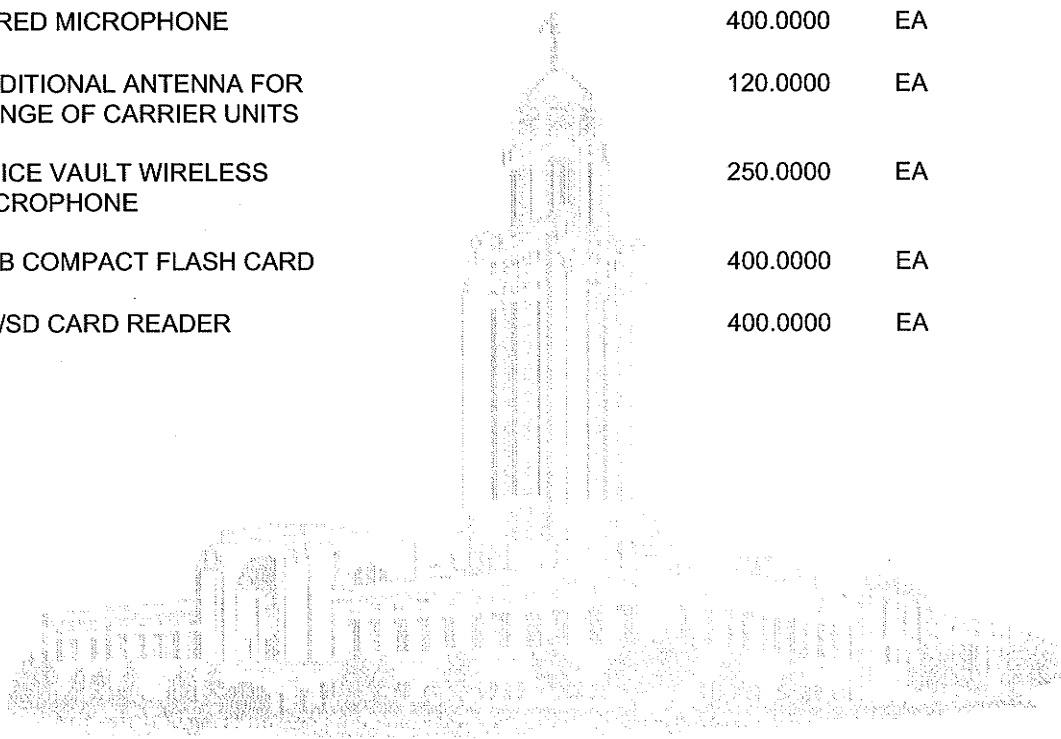 RED MICROPHONE 400.0000 EA
DITIONAL ANTENNA FOR 120.0000 EA
NGE OF CARRIER UNITS
ICE VAULT WIRELESS 250.0000 EA
CROPHONE
B COMPACT FLASH CARD 400.0000 EA
/SD CARD READER 400.0000 EA